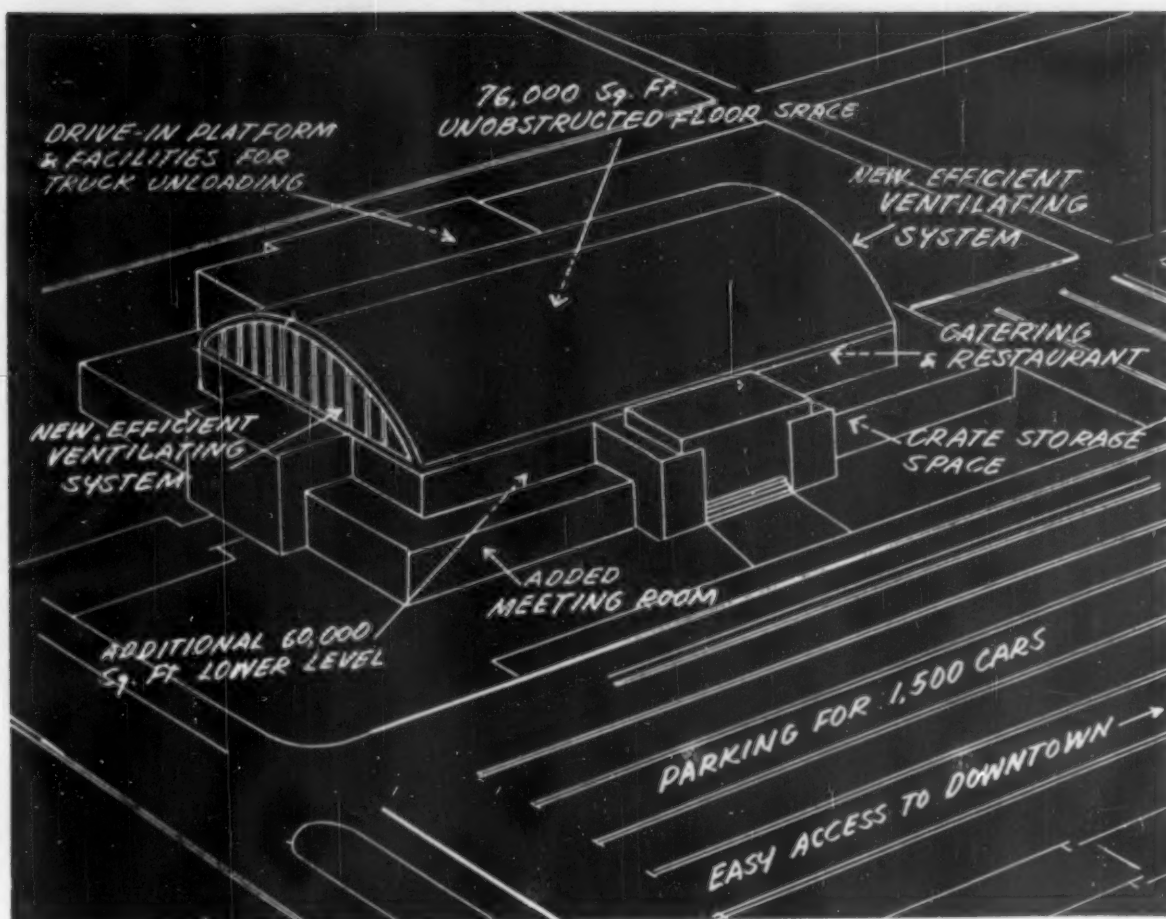 76,000 Sq. Ft.
UNOBSTRUCTED FLOOR SPACE
DRIVE-IN PLATFORM
& FACILITIES FOR
TRUCK UNLOADING
NEW, EFFICIENT
VENTILATING
SYSTEM
CATERING
& RESTAURANT
NEW, EFFICIENT
VENTILATING
SYSTEM
CRATE STORAGE
SPACE
ADDED
MEETING ROOM
ADDITIONAL 60,000
Sq. Ft. LOWER LEVEL
PARKING FOR 1,500 CARS
EASY ACCESS TO DOWNTOWN